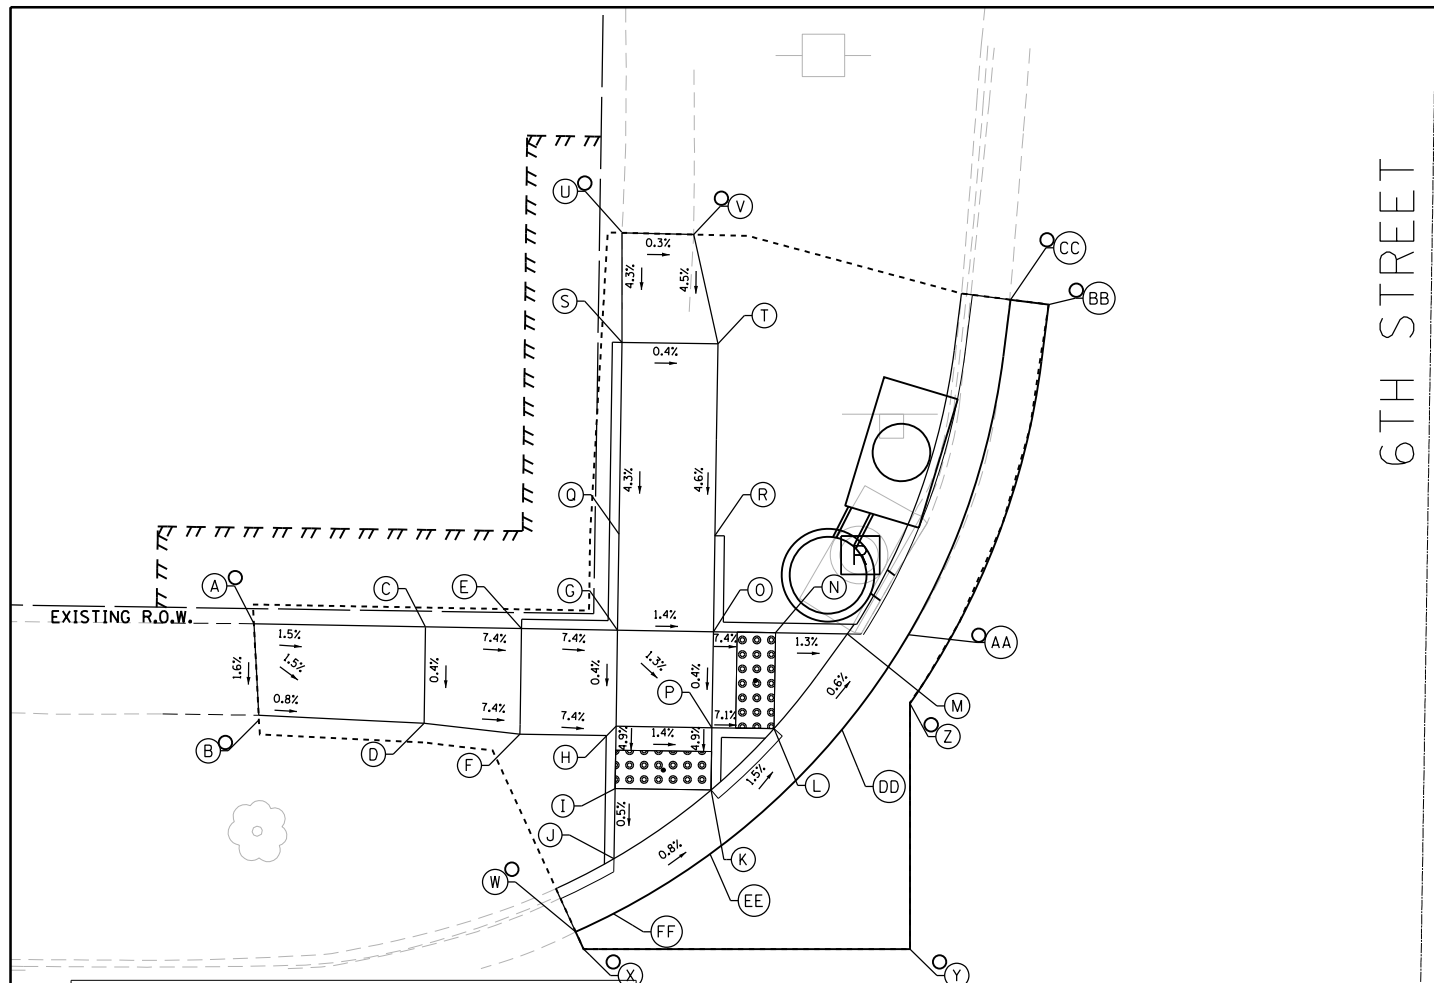 U
V
0.3%
4.3%
4.5%
CC
BB
S
T
0.4%
6TH STREET
Q
4.3%
4.6%
R
A
C
E
G
O
N
EXISTING R.O.W.
1.5%
7.4%
7.4%
1.4%
7.4%
1.3%
AA
1.6%
1.5%
0.4%
0.4%
1.3%
0.4%
0.8%
7.4%
7.4%
P
7.1%
0.6%
M
B
D
F
H
4.9%
1.4%
4.9%
Z
I
0.5%
1.5%
L
DD
J
0.8%
K
W
EE
FF
X
Y